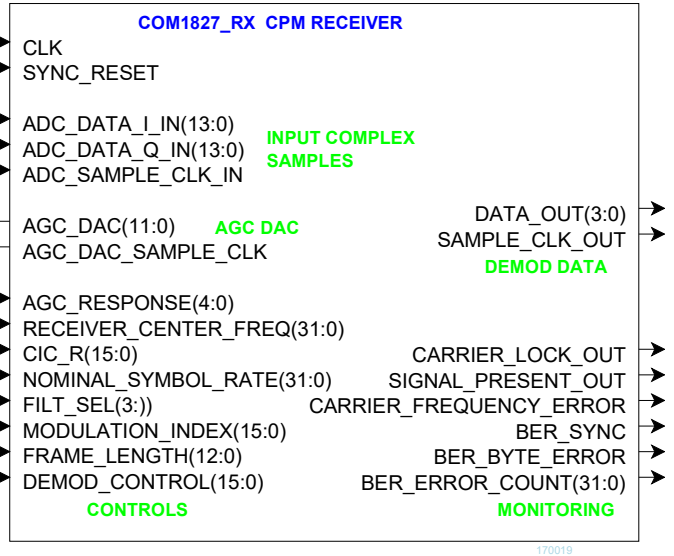 COM1827_RX CPM RECEIVER
CLK
SYNC_RESET
ADC_DATA_I_IN(13:0)
ADC_DATA_Q_IN(13:0)
ADC_SAMPLE_CLK_IN
INPUT COMPLEX
SAMPLES
AGC_DAC(11:0)
AGC_DAC_SAMPLE_CLK
AGC DAC
DATA_OUT(3:0)
SAMPLE_CLK_OUT
DEMOD DATA
AGC_RESPONSE(4:0)
RECEIVER_CENTER_FREQ(31:0)
CIC_R(15:0)
NOMINAL_SYMBOL_RATE(31:0)
FILT_SEL(3:))
MODULATION_INDEX(15:0)
FRAME_LENGTH(12:0)
DEMOD_CONTROL(15:0)
CONTROLS
CARRIER_LOCK_OUT
SIGNAL_PRESENT_OUT
CARRIER_FREQUENCY_ERROR
BER_SYNC
BER_BYTE_ERROR
BER_ERROR_COUNT(31:0)
MONITORING
170019